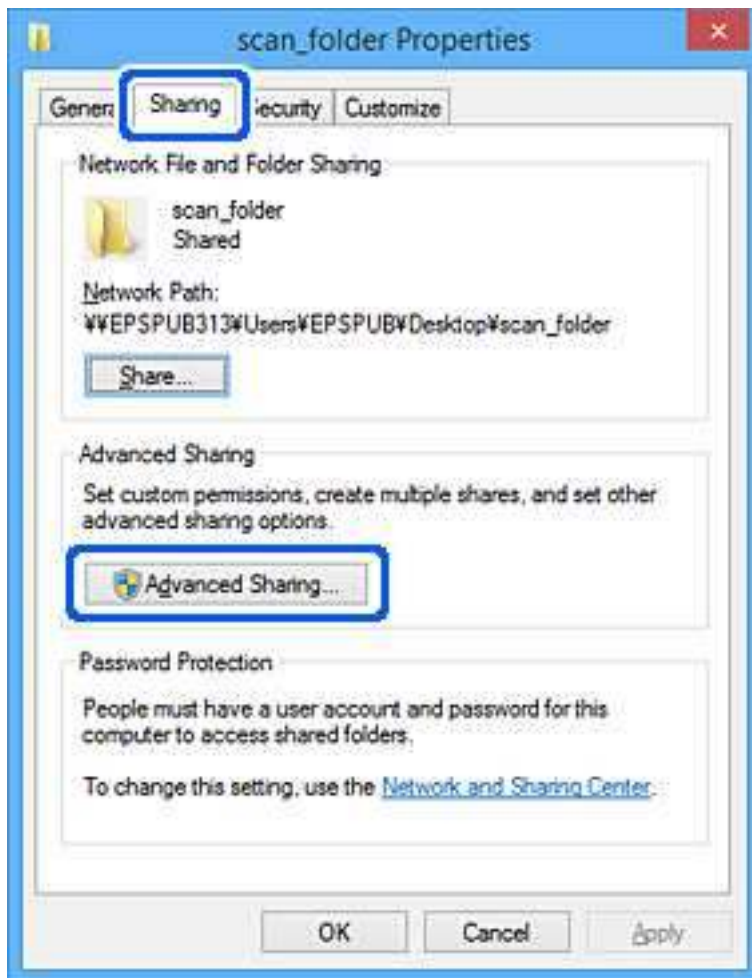 scan_folder Properties
Genera Sharing ecurity Customize
Network File and Folder Sharing
scan_folder
Shared
Network Path:
¥¥EPSPUB313¥Users¥EPSPUB¥Desktop¥scan_folder
Share...
Advanced Sharing
Set custom permissions, create multiple shares, and set other
advanced sharing options.
Advanced Sharing...
Password Protection
People must have a user account and password for this
computer to access shared folders.
To change this setting, use the Network and Sharing Center.
OK Cancel Apply